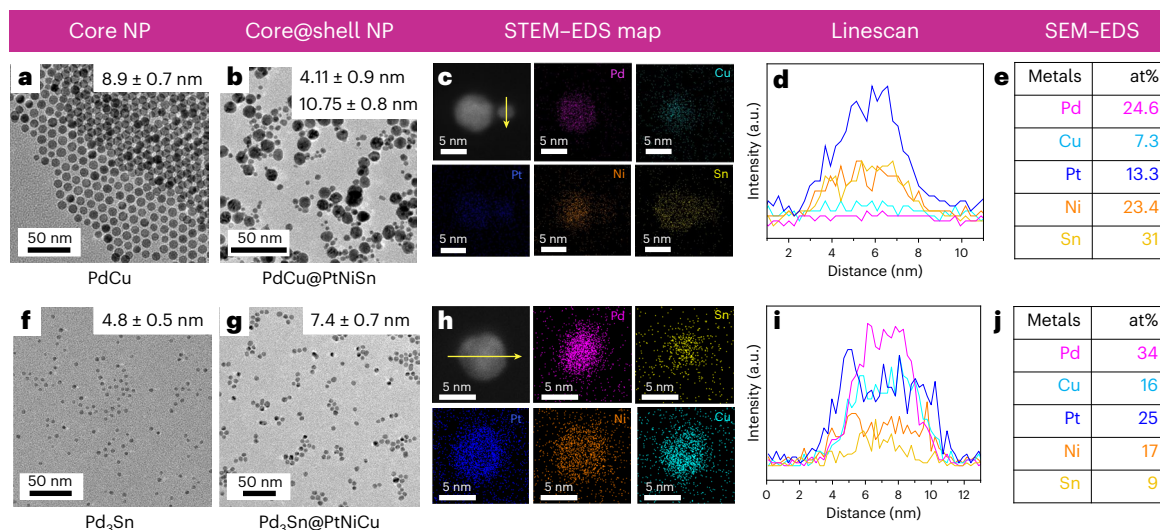 Core NP
Core@shell NP
STEM–EDS map
Linescan
SEM–EDS
a
8.9 ± 0.7 nm
50 nm
PdCu
b
4.11 ± 0.9 nm
10.75 ± 0.8 nm
50 nm
PdCu@PtNiSn
c
5 nm
Pd
5 nm
Cu
5 nm
Pt
5 nm
Ni
5 nm
Sn
5 nm
d
Intensity (a.u.)
2 4 6 8 10
Distance (nm)
e
Metals at%
Pd 24.6
Cu 7.3
Pt 13.3
Ni 23.4
Sn 31
f
4.8 ± 0.5 nm
50 nm
Pd₃Sn
g
7.4 ± 0.7 nm
50 nm
Pd₃Sn@PtNiCu
h
5 nm
Pd
5 nm
Sn
5 nm
Pt
5 nm
Ni
5 nm
Cu
5 nm
i
Intensity (a.u.)
0 2 4 6 8 10 12
Distance (nm)
j
Metals at%
Pd 34
Cu 16
Pt 25
Ni 17
Sn 9